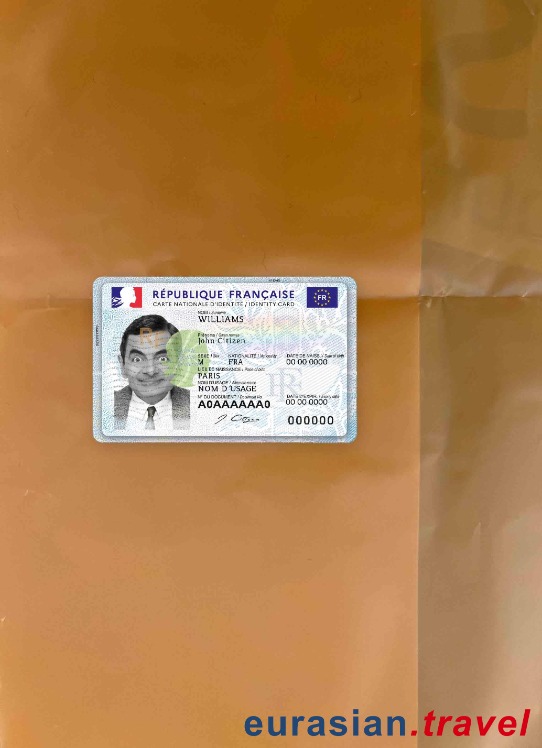 RÉPUBLIQUE FRANÇAISE
FR
CARTE NATIONALE D'IDENTITÉ / IDENTITY CARD
NOM / Surname
WILLIAMS
Prénoms / Given names
John Citizen
SEXE / Sex NATIONALITÉ / Nationality DATE DE NAISS. / Date of birth
M FRA 00 00 0000
LIEU DE NAISSANCE / Place of birth
PARIS
NOM D'USAGE / Alternate name
NOM D'USAGE
N° DU DOCUMENT / Document No DATE D'EXPIR. / Expiry date
A0AAAAAA0 00 00 0000
000000
eurasian.travel